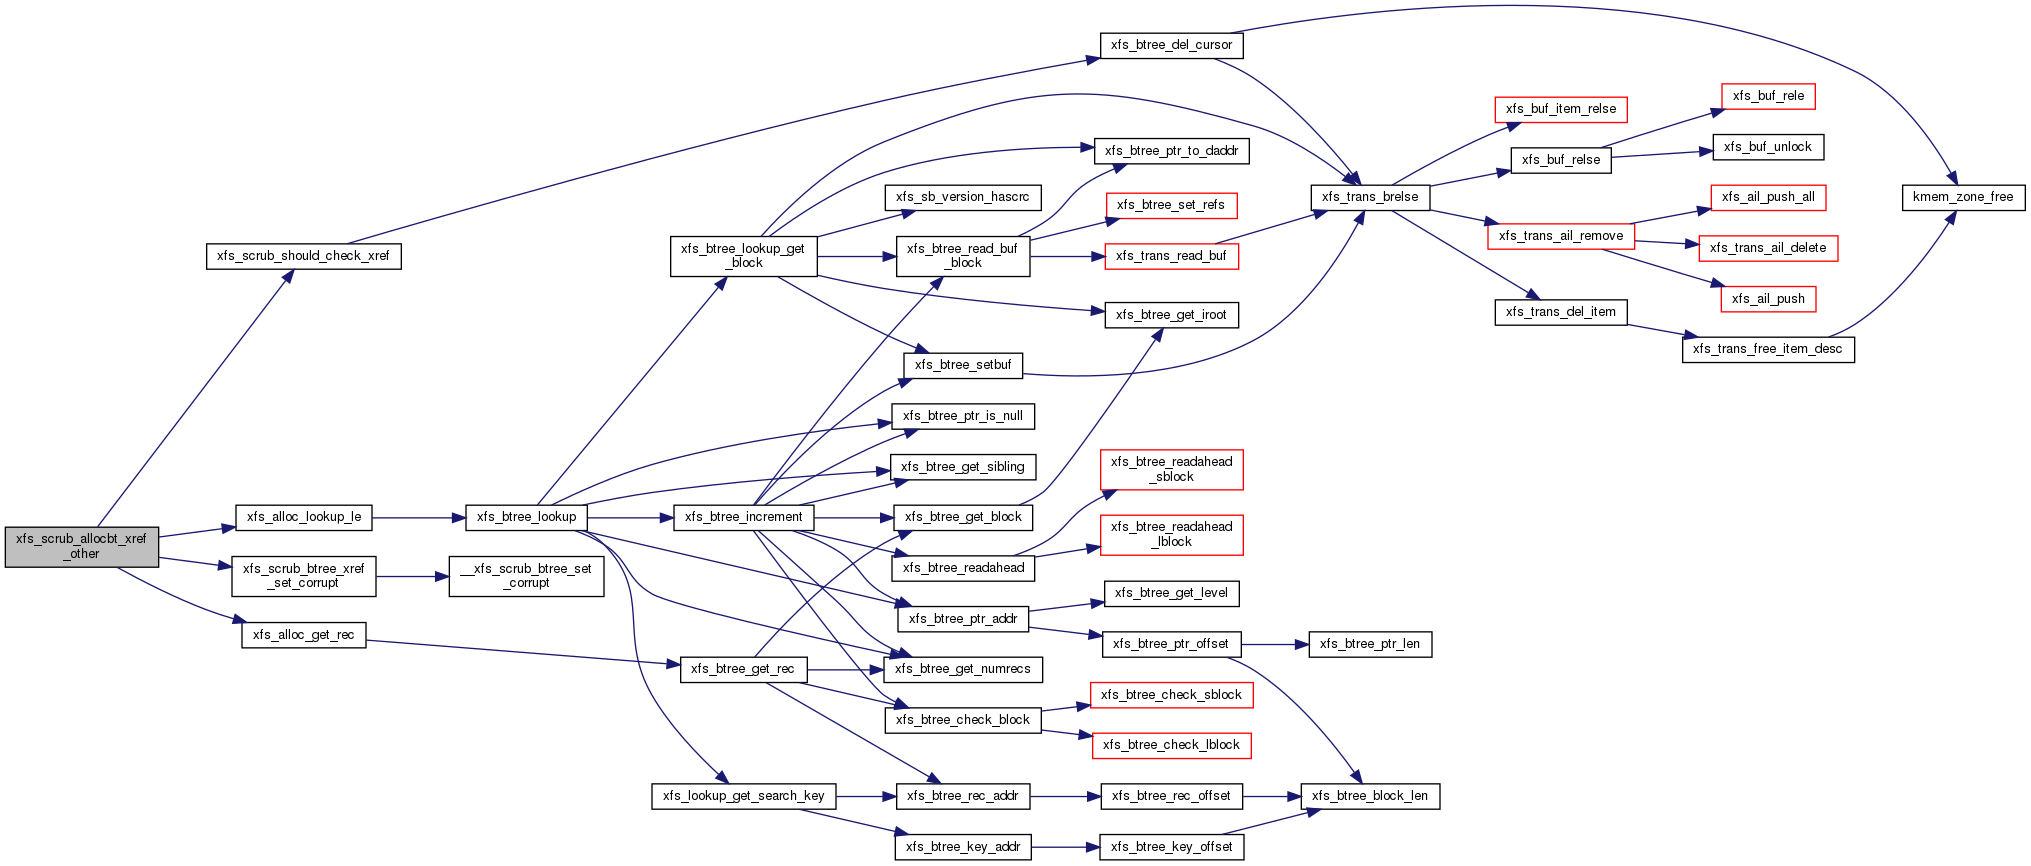 xfs_btree_del_cursor
xfs_buf_rele
xfs_buf_item_relse
xfs_btree_ptr_to_daddr
xfs_buf_unlock
xfs_buf_relse
xfs_sb_version_hascrc
xfs_trans_brelse
xfs_ail_push_all
kmem_zone_free
xfs_btree_set_refs
xfs_trans_ail_remove
xfs_scrub_should_check_xref
xfs_btree_lookup_get
_block
xfs_btree_read_buf
_block
xfs_trans_read_buf
xfs_trans_ail_delete
xfs_ail_push
xfs_btree_get_iroot
xfs_trans_del_item
xfs_trans_free_item_desc
xfs_btree_setbuf
xfs_btree_ptr_is_null
xfs_btree_get_sibling
xfs_btree_readahead
_sblock
xfs_alloc_lookup_le
xfs_btree_lookup
xfs_btree_increment
xfs_btree_get_block
xfs_scrub_allocbt_xref
_other
xfs_btree_readahead
_lblock
xfs_scrub_btree_xref
_set_corrupt
__xfs_scrub_btree_set
_corrupt
xfs_btree_readahead
xfs_btree_get_level
xfs_btree_ptr_addr
xfs_alloc_get_rec
xfs_btree_ptr_offset
xfs_btree_ptr_len
xfs_btree_get_rec
xfs_btree_get_numrecs
xfs_btree_check_sblock
xfs_btree_check_block
xfs_btree_check_lblock
xfs_lookup_get_search_key
xfs_btree_rec_addr
xfs_btree_rec_offset
xfs_btree_block_len
xfs_btree_key_addr
xfs_btree_key_offset